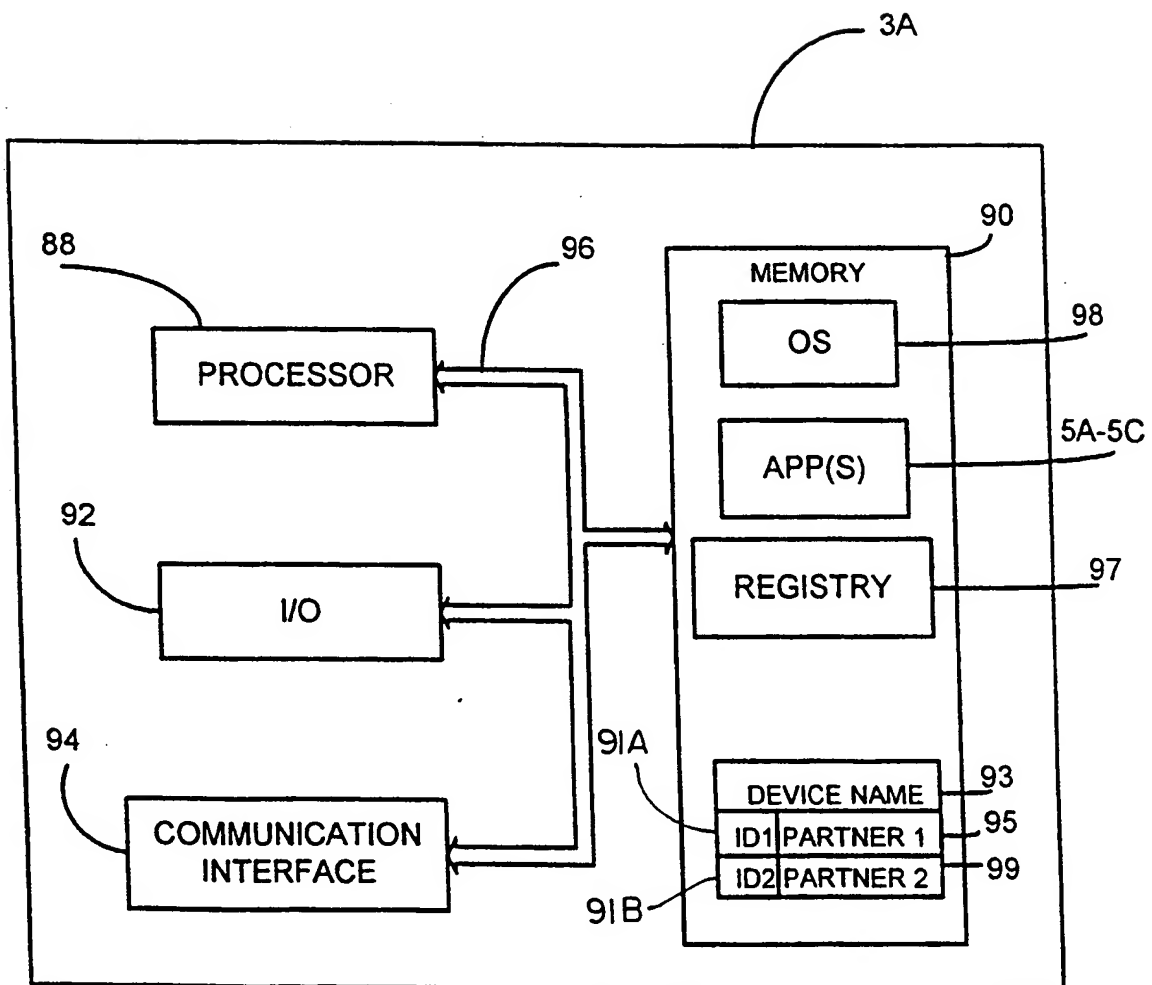 3A
88
96
90
MEMORY
PROCESSOR
OS
98
5A-5C
APP(S)
92
I/O
REGISTRY
97
94
91A
DEVICE NAME
93
COMMUNICATION
INTERFACE
ID1 PARTNER 1
95
ID2 PARTNER 2
99
91B